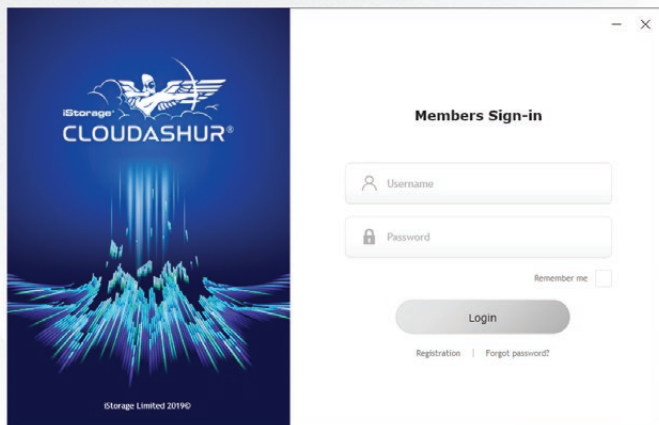 iStorage®
CLOUDASHUR®
iStorage Limited 2019©
Members Sign-in
Username
Password
Remember me
Login
Registration | Forgot password?